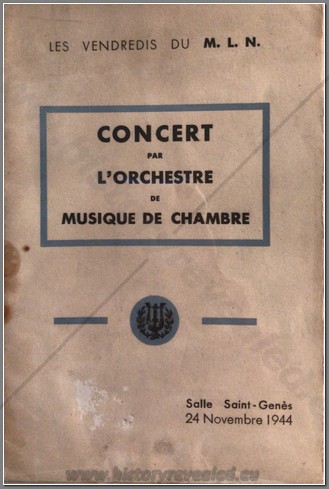 LES VENDREDIS DU M. L. N.
CONCERT
PAR
L'ORCHESTRE
DE
MUSIQUE DE CHAMBRE
Salle Saint-Genès
24 Novembre 1944
www.historyrevealed.eu